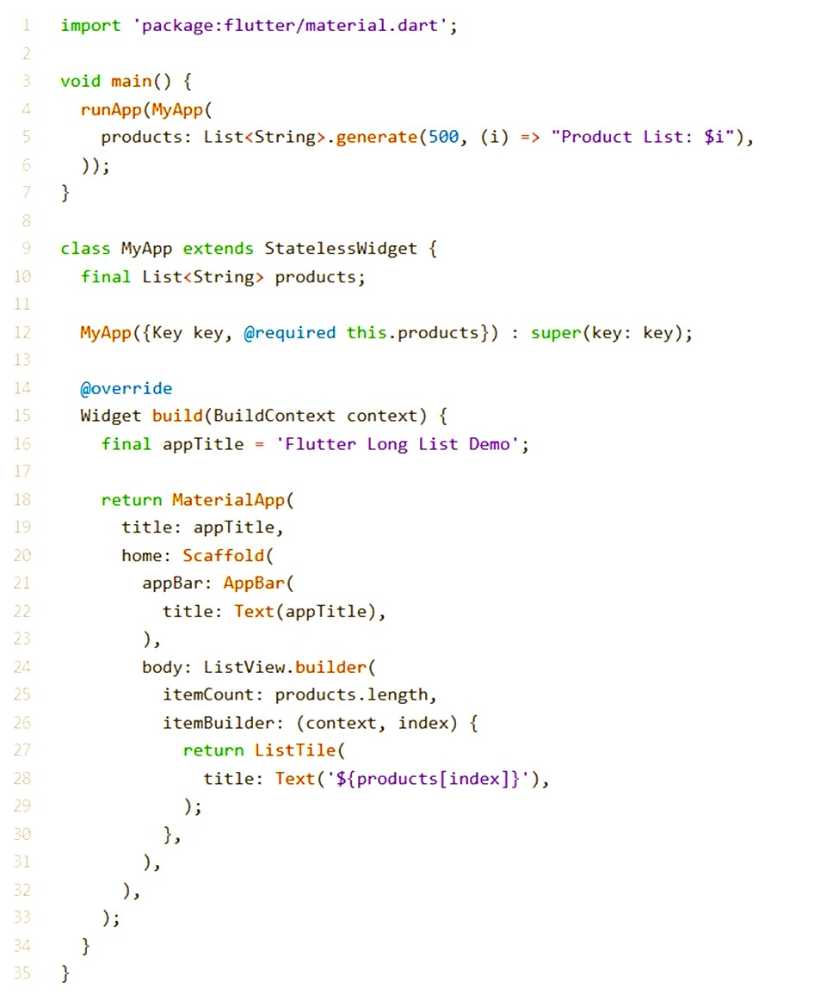 1 import 'package:flutter/material.dart';
2
3 void main() {
4   runApp(MyApp(
5     products: List<String>.generate(500, (i) => "Product List: $i"),
6   ));
7 }
8
9 class MyApp extends StatelessWidget {
10   final List<String> products;
11
12   MyApp({Key key, @required this.products}) : super(key: key);
13
14   @override
15   Widget build(BuildContext context) {
16     final appTitle = 'Flutter Long List Demo';
17
18     return MaterialApp(
19       title: appTitle,
20       home: Scaffold(
21         appBar: AppBar(
22           title: Text(appTitle),
23         ),
24         body: ListView.builder(
25           itemCount: products.length,
26           itemBuilder: (context, index) {
27             return ListTile(
28               title: Text('${products[index]}'),
29             );
30           },
31         ),
32       ),
33     );
34   }
35 }